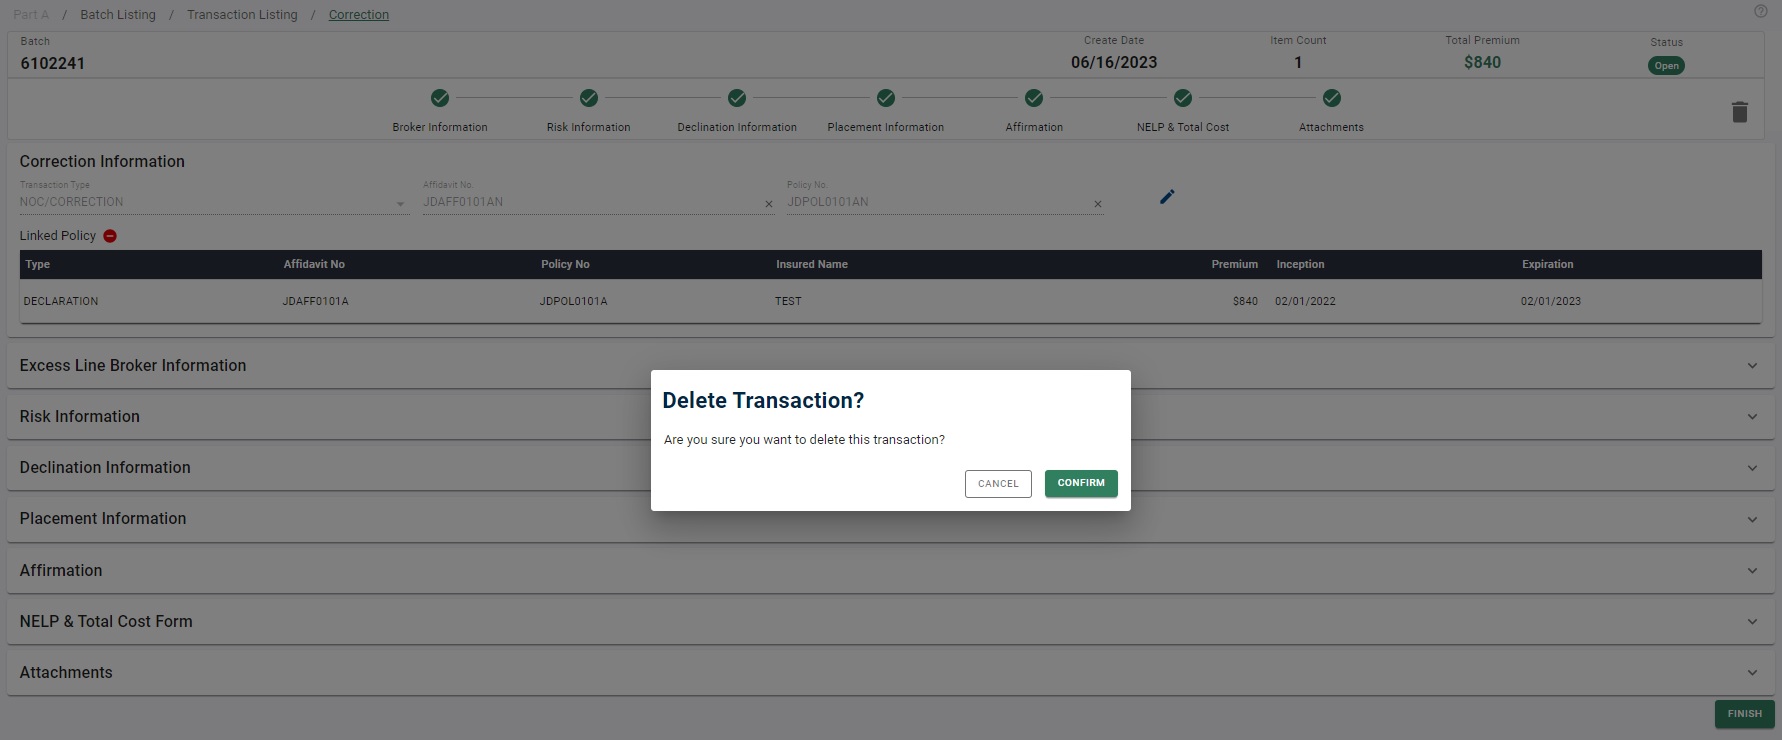 Part A / Batch Listing / Transaction Listing / Correction
Batch
6102241
Create Date
06/16/2023
Item Count
1
Total Premium
$840
Status
Open
Broker Information
Risk Information
Declination Information
Placement Information
Affirmation
NELP & Total Cost
Attachments
Correction Information
Transaction Type
NOC/CORRECTION
Affidavit No.
JDAFF0101AN
Policy No.
JDPOL0101AN
Linked Policy
Type Affidavit No Policy No Insured Name Premium Inception Expiration
DECLARATION JDAFF0101A JDPOL0101A TEST $840 02/01/2022 02/01/2023
Excess Line Broker Information
Risk Information
Declination Information
Placement Information
Affirmation
NELP & Total Cost Form
Attachments
Delete Transaction?
Are you sure you want to delete this transaction?
CANCEL CONFIRM
FINISH